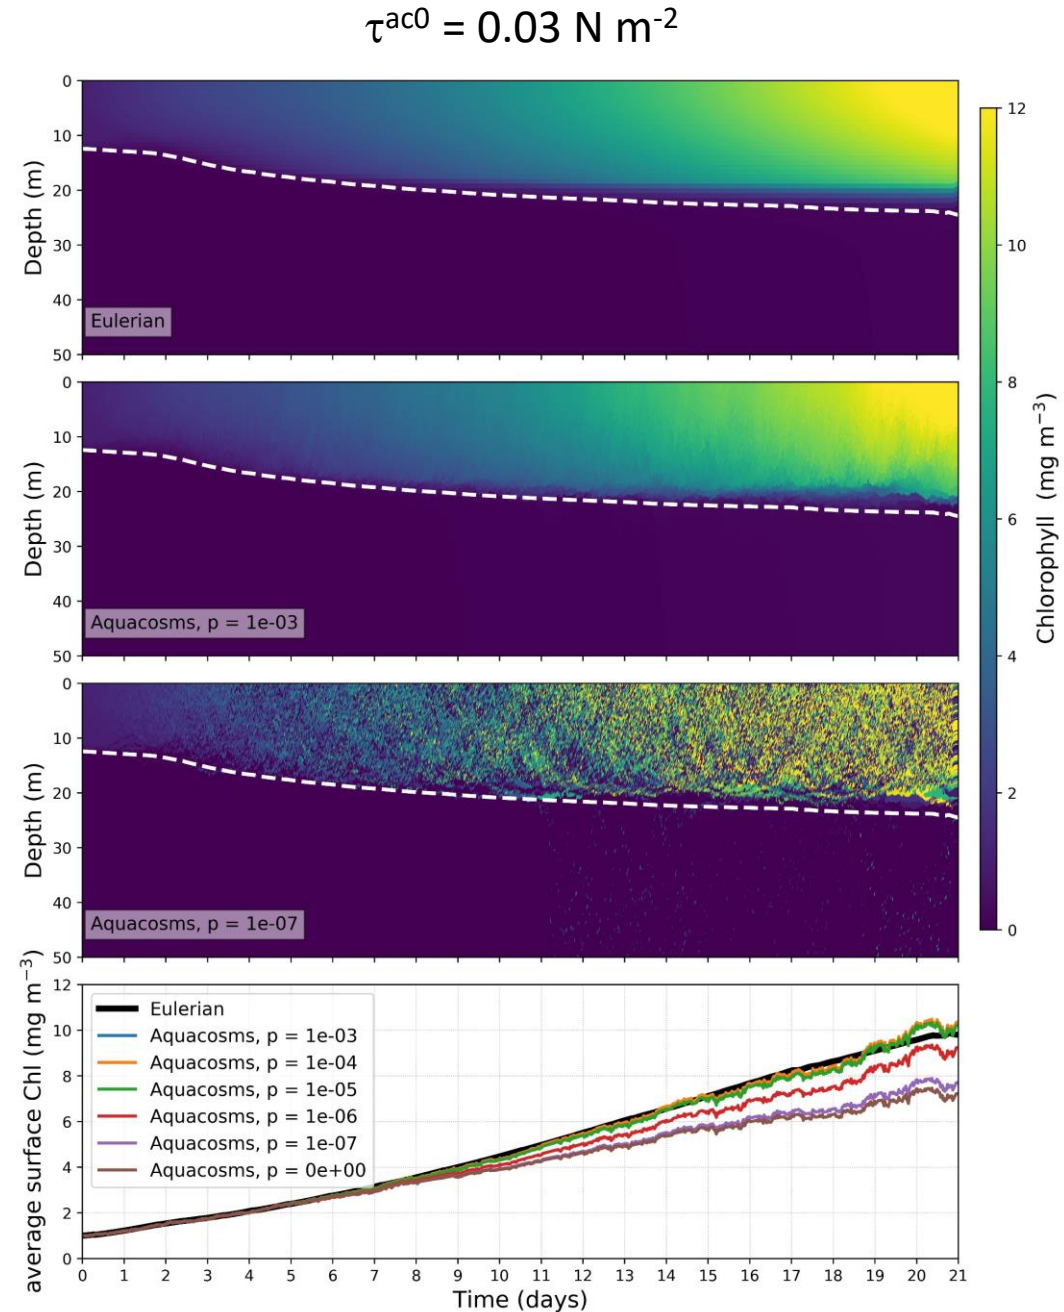 τᵃᶜ⁰ = 0.03 N m⁻²
0
10
20
30
40
50
Depth (m)
Eulerian
0
10
20
30
40
50
Depth (m)
Aquacosms, p = 1e-03
0
10
20
30
40
50
Depth (m)
Aquacosms, p = 1e-07
12
10
8
6
4
2
0
Chlorophyll (mg m⁻³)
12
10
8
6
4
2
0
average surface Chl (mg m⁻³)
Eulerian
Aquacosms, p = 1e-03
Aquacosms, p = 1e-04
Aquacosms, p = 1e-05
Aquacosms, p = 1e-06
Aquacosms, p = 1e-07
Aquacosms, p = 0e+00
0 1 2 3 4 5 6 7 8 9 10 11 12 13 14 15 16 17 18 19 20 21
Time (days)